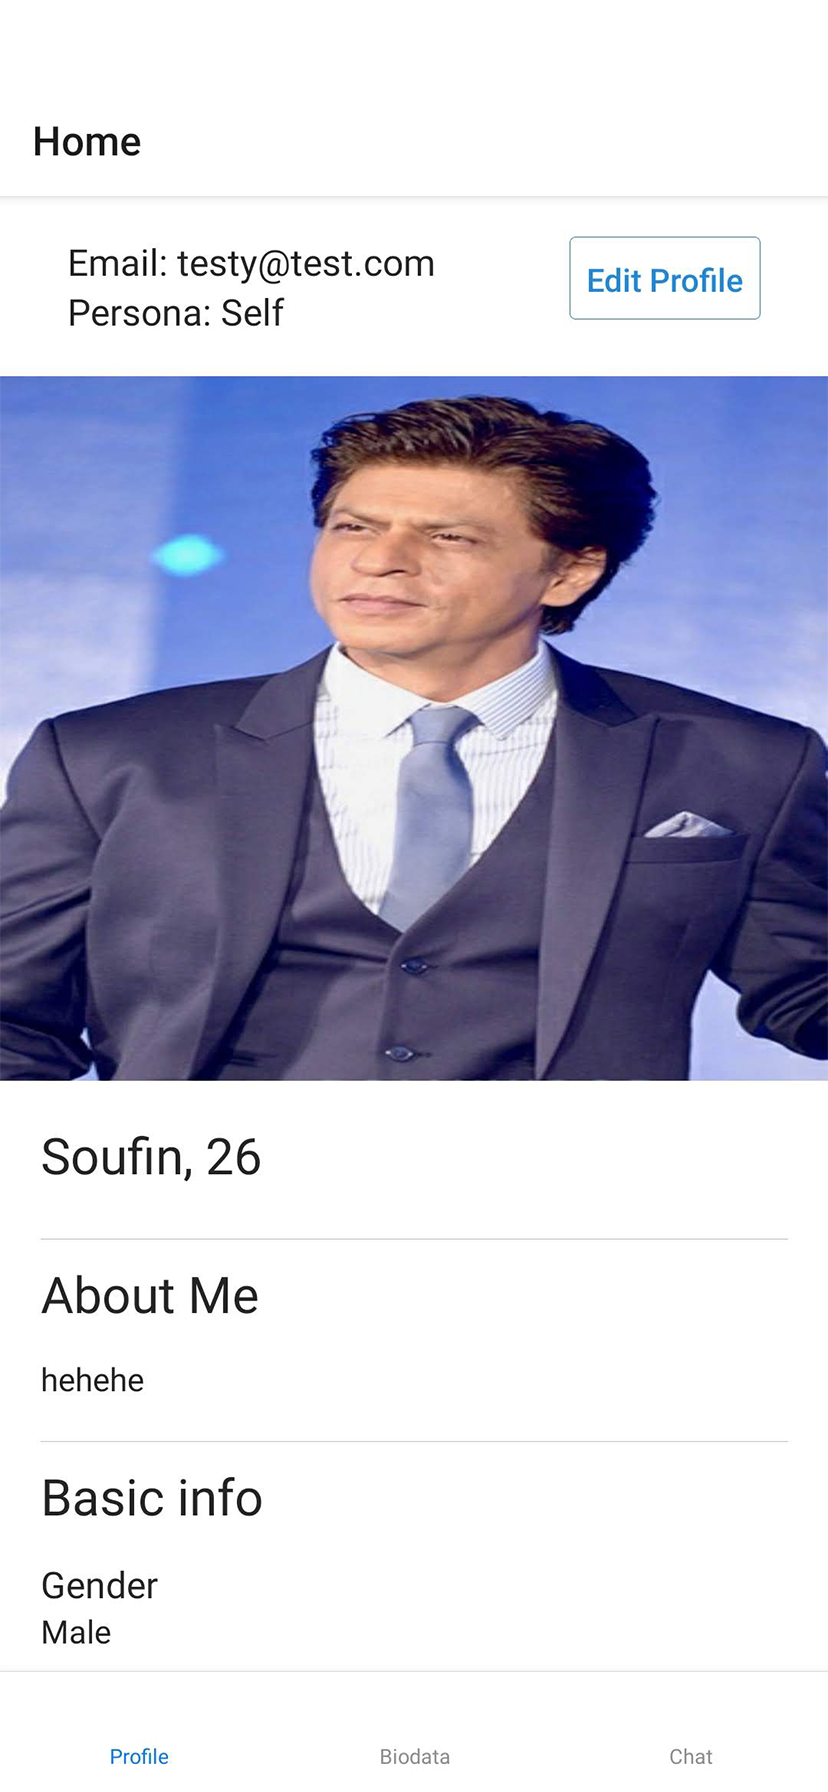 Home
Email: testy@test.com
Edit Profile
Persona: Self
Soufin, 26
About Me
hehehe
Basic info
Gender
Male
Profile
Biodata
Chat